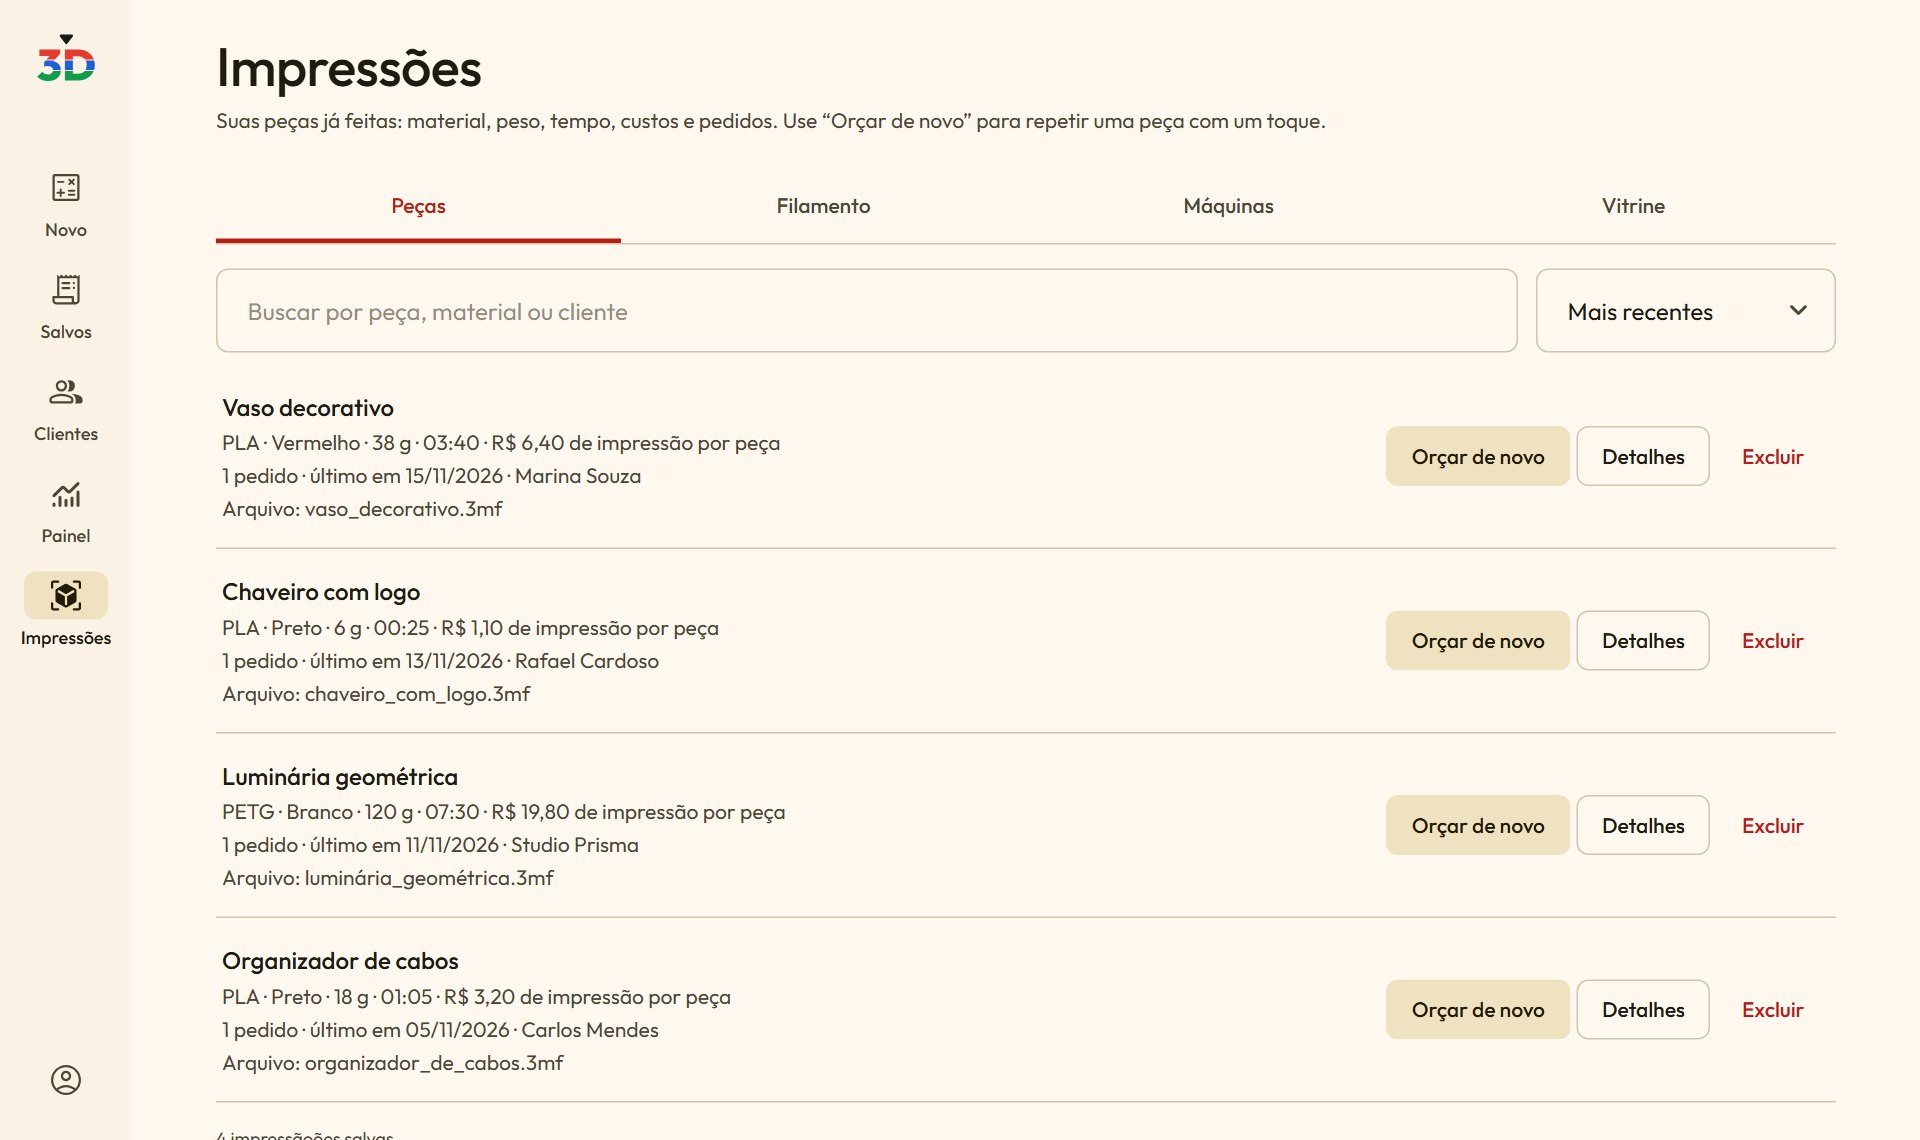 3D
Impressões
Suas peças já feitas: material, peso, tempo, custos e pedidos. Use “Orçar de novo” para repetir uma peça com um toque.
Novo
Salvos
Clientes
Painel
Impressões
Peças
Filamento
Máquinas
Vitrine
Buscar por peça, material ou cliente
Mais recentes
Vaso decorativo
PLA · Vermelho · 38 g · 03:40 · R$ 6,40 de impressão por peça
1 pedido · último em 15/11/2026 · Marina Souza
Arquivo: vaso_decorativo.3mf
Orçar de novo
Detalhes
Excluir
Chaveiro com logo
PLA · Preto · 6 g · 00:25 · R$ 1,10 de impressão por peça
1 pedido · último em 13/11/2026 · Rafael Cardoso
Arquivo: chaveiro_com_logo.3mf
Orçar de novo
Detalhes
Excluir
Luminária geométrica
PETG · Branco · 120 g · 07:30 · R$ 19,80 de impressão por peça
1 pedido · último em 11/11/2026 · Studio Prisma
Arquivo: luminária_geométrica.3mf
Orçar de novo
Detalhes
Excluir
Organizador de cabos
PLA · Preto · 18 g · 01:05 · R$ 3,20 de impressão por peça
1 pedido · último em 05/11/2026 · Carlos Mendes
Arquivo: organizador_de_cabos.3mf
Orçar de novo
Detalhes
Excluir
4 salvas